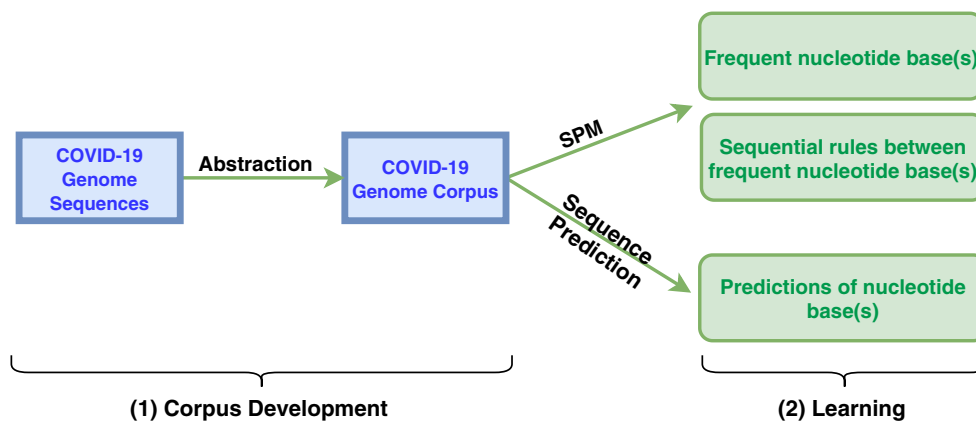 COVID-19
Genome
Sequences
Abstraction
COVID-19
Genome Corpus
SPM
Sequence
Prediction
Frequent nucleotide base(s)
Sequential rules between
frequent nucleotide base(s)
Predictions of nucleotide
base(s)
(1) Corpus Development
(2) Learning